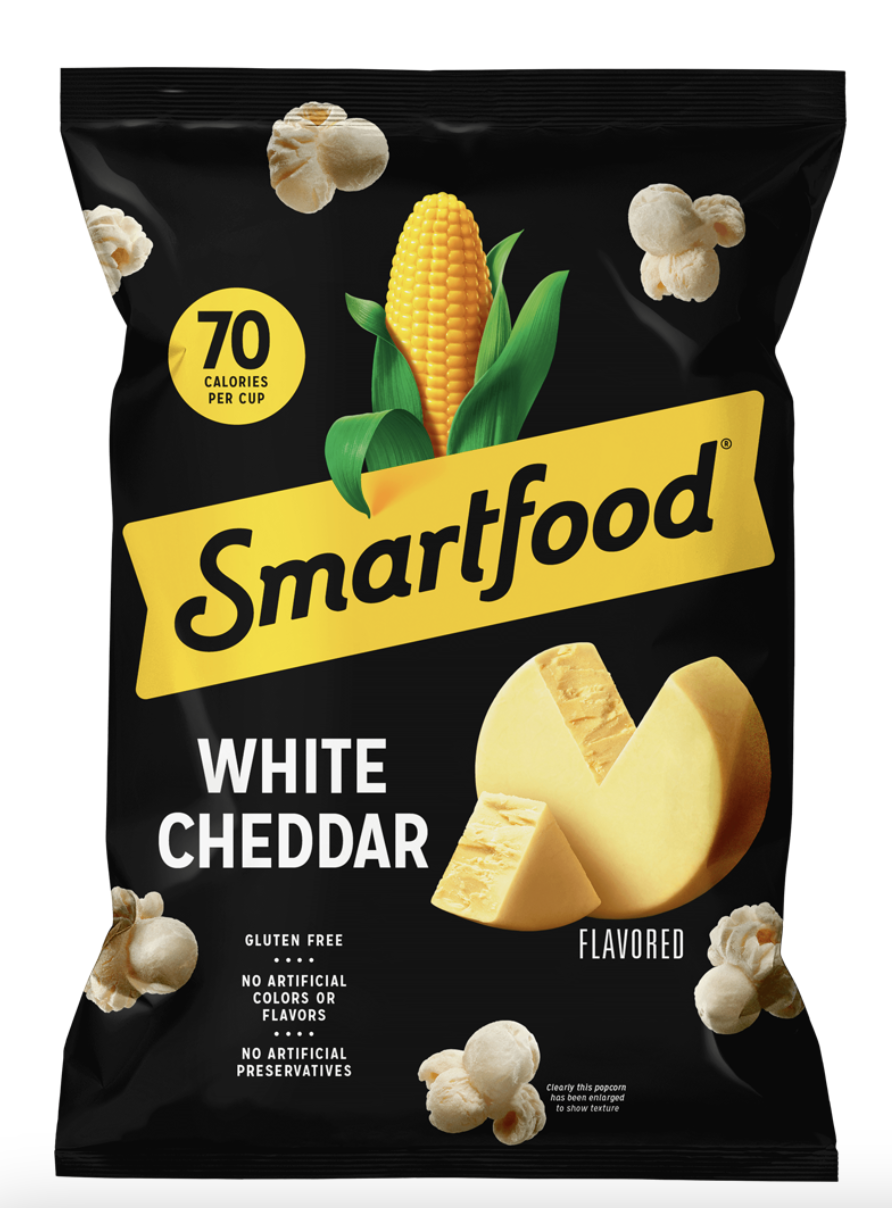 70
CALORIES
PER CUP
Smartfood®
WHITE
CHEDDAR
FLAVORED
GLUTEN FREE
NO ARTIFICIAL
COLORS OR
FLAVORS
NO ARTIFICIAL
PRESERVATIVES
Clearly this popcorn
has been enlarged
to show texture